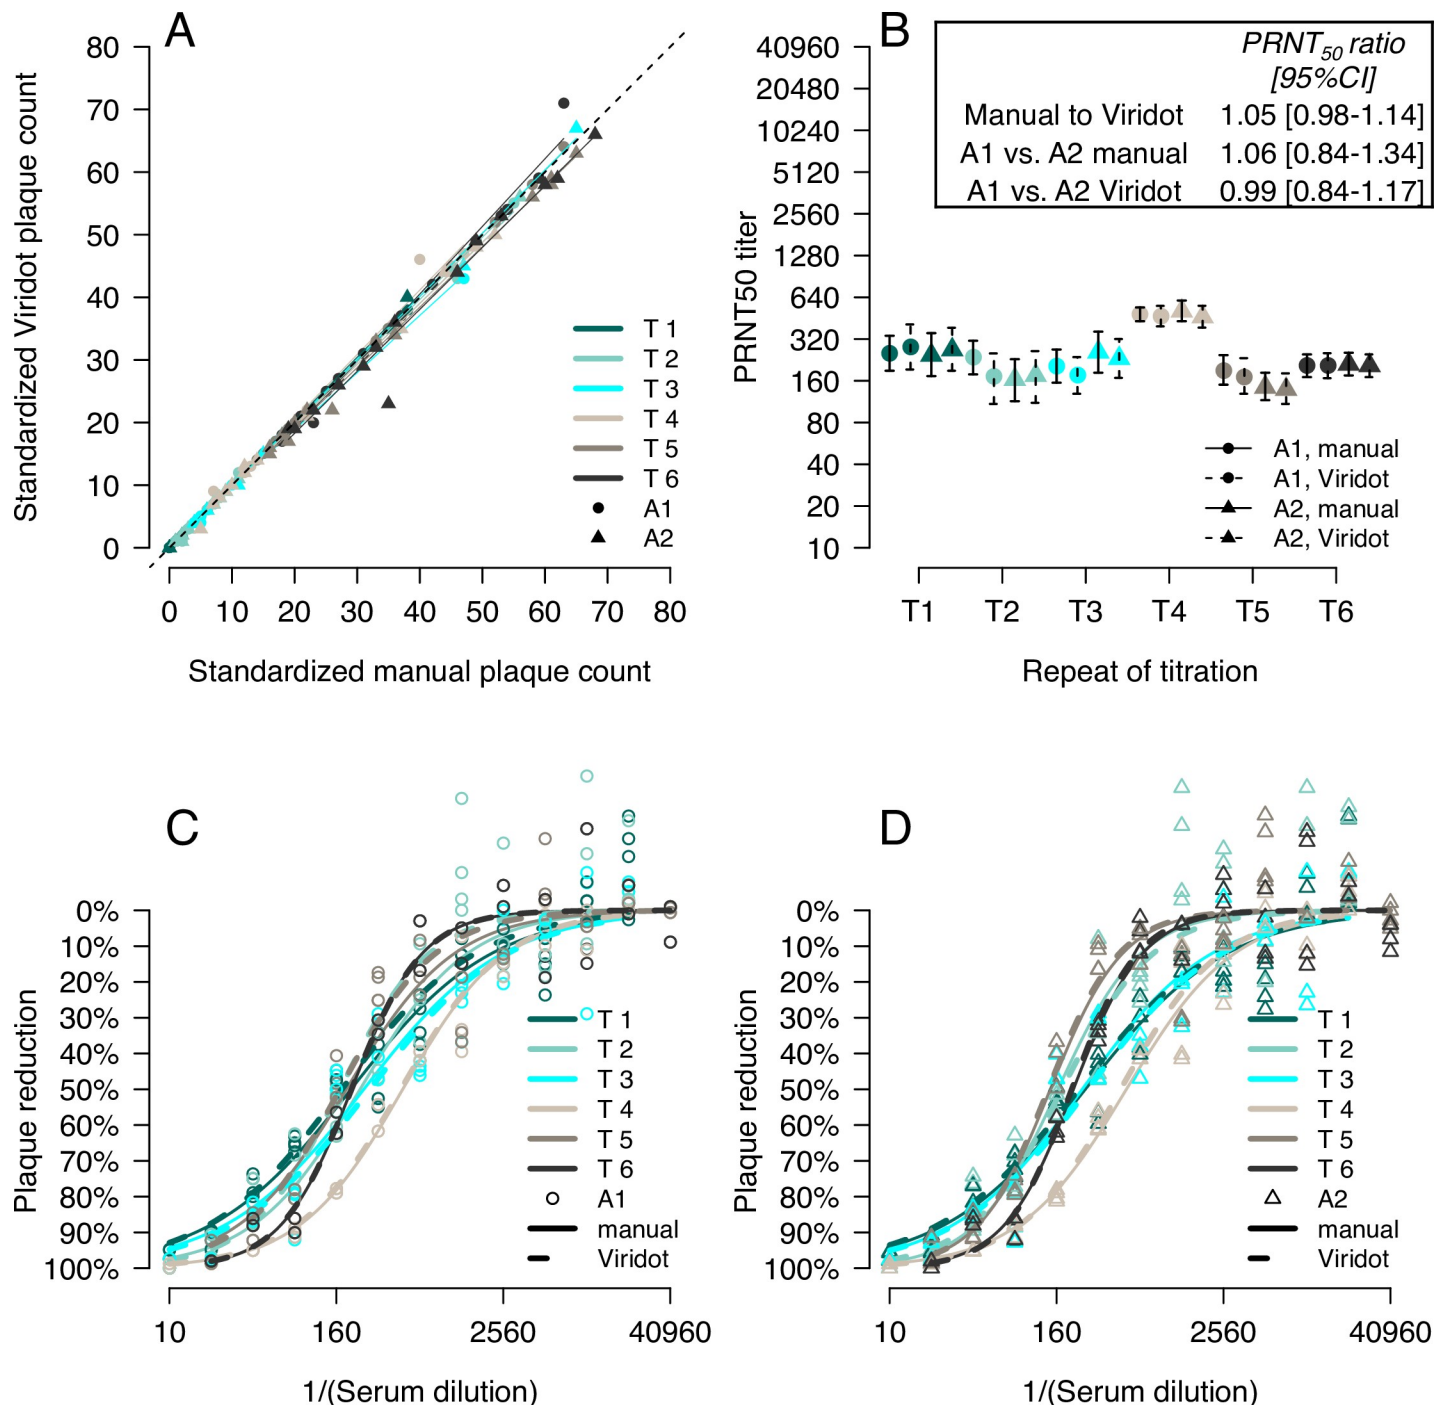 A
Standardized Viridot plaque count
80
70
60
50
40
30
20
10
0
T 1
T 2
T 3
T 4
T 5
T 6
A1
A2
0 10 20 30 40 50 60 70 80
Standardized manual plaque count
B
PRNT50 titer
40960
20480
10240
5120
2560
1280
640
320
160
80
40
20
10
PRNT50 ratio
[95%CI]
Manual to Viridot 1.05 [0.98-1.14]
A1 vs. A2 manual 1.06 [0.84-1.34]
A1 vs. A2 Viridot 0.99 [0.84-1.17]
A1, manual
A1, Viridot
A2, manual
A2, Viridot
T1 T2 T3 T4 T5 T6
Repeat of titration
C
Plaque reduction
0%
10%
20%
30%
40%
50%
60%
70%
80%
90%
100%
T 1
T 2
T 3
T 4
T 5
T 6
A1
manual
Viridot
10 160 2560 40960
1/(Serum dilution)
D
Plaque reduction
0%
10%
20%
30%
40%
50%
60%
70%
80%
90%
100%
T 1
T 2
T 3
T 4
T 5
T 6
A2
manual
Viridot
10 160 2560 40960
1/(Serum dilution)